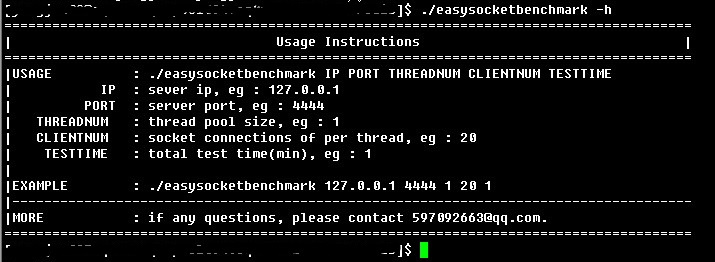 ]$ ./easysocketbenchmark -h
================================================================================
| Usage Instructions |
================================================================================
|USAGE : ./easysocketbenchmark IP PORT THREADNUM CLIENTNUM TESTTIME
| IP : sever ip, eg : 127.0.0.1
| PORT : server port, eg : 4444
| THREADNUM : thread pool size, eg : 1
| CLIENTNUM : socket connections of per thread, eg : 20
| TESTTIME : total test time(min), eg : 1
|
|EXAMPLE : ./easysocketbenchmark 127.0.0.1 4444 1 20 1
|-------------------------------------------------------------------------------
|MORE : if any questions, please contact 597092663@qq.com.
================================================================================
]$